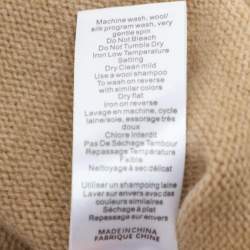 Machine wash, wool/
silk program wash, very
gentle spin
Do Not Bleach
Do Not Tumble Dry
Iron Low Temperature
Setting
Dry Clean mild
Use a wool shampoo
To wash on reverse
with similar colors
Dry flat
Iron on reverse
Lavage en machine, cycle
laine/soie, essorage très
doux
Chlore Interdit
Pas De Séchage Tambour
Repassage Température
Faible
Nettoyage à sec délicat
Utiliser un shampoing laine
Laver sur envers avec des
couleurs similaires
Séchage à plat
Repassage sur envers
MADE IN CHINA
FABRIQUE CHINE